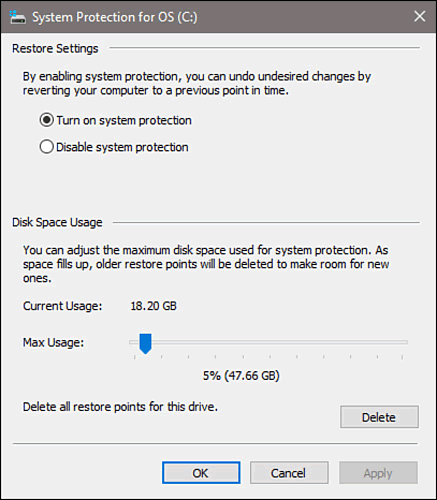 System Protection for OS (C:)
Restore Settings
By enabling system protection, you can undo undesired changes by
reverting your computer to a previous point in time.
Turn on system protection
Disable system protection
Disk Space Usage
You can adjust the maximum disk space used for system protection. As
space fills up, older restore points will be deleted to make room for new
ones.
Current Usage: 18.20 GB
Max Usage:
5% (47.66 GB)
Delete all restore points for this drive.
Delete
OK Cancel Apply